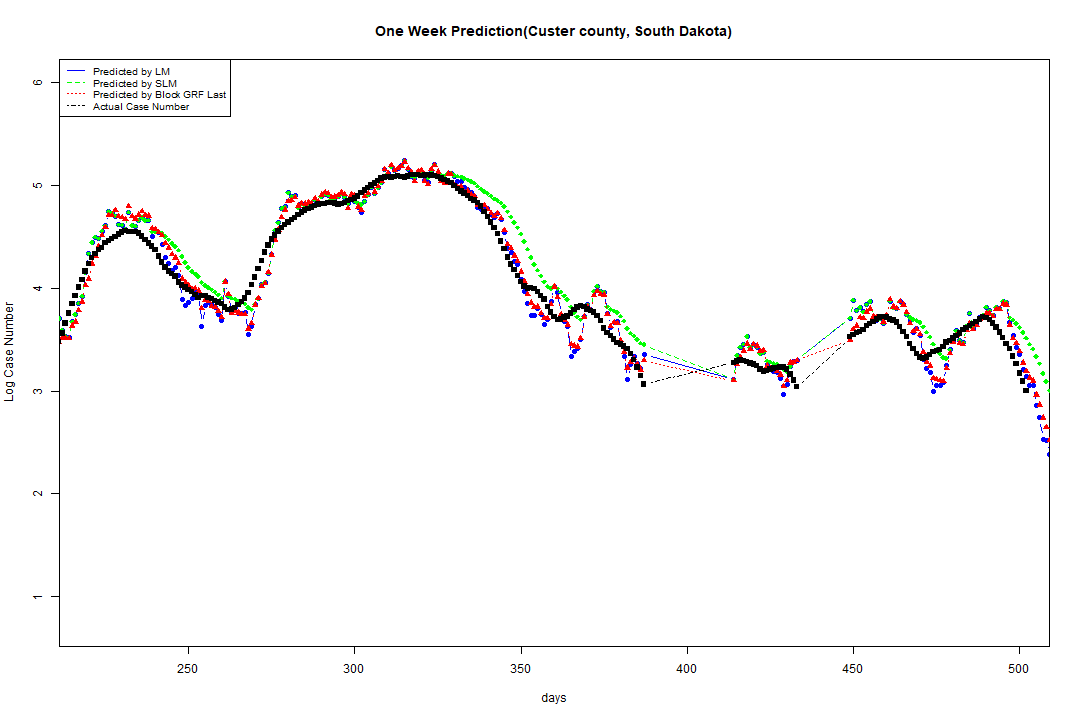 One Week Prediction(Custer county, South Dakota)
Predicted by LM
Predicted by SLM
Predicted by Block GRF Last
Actual Case Number
Log Case Number
6
5
4
3
2
1
250 300 350 400 450 500
days